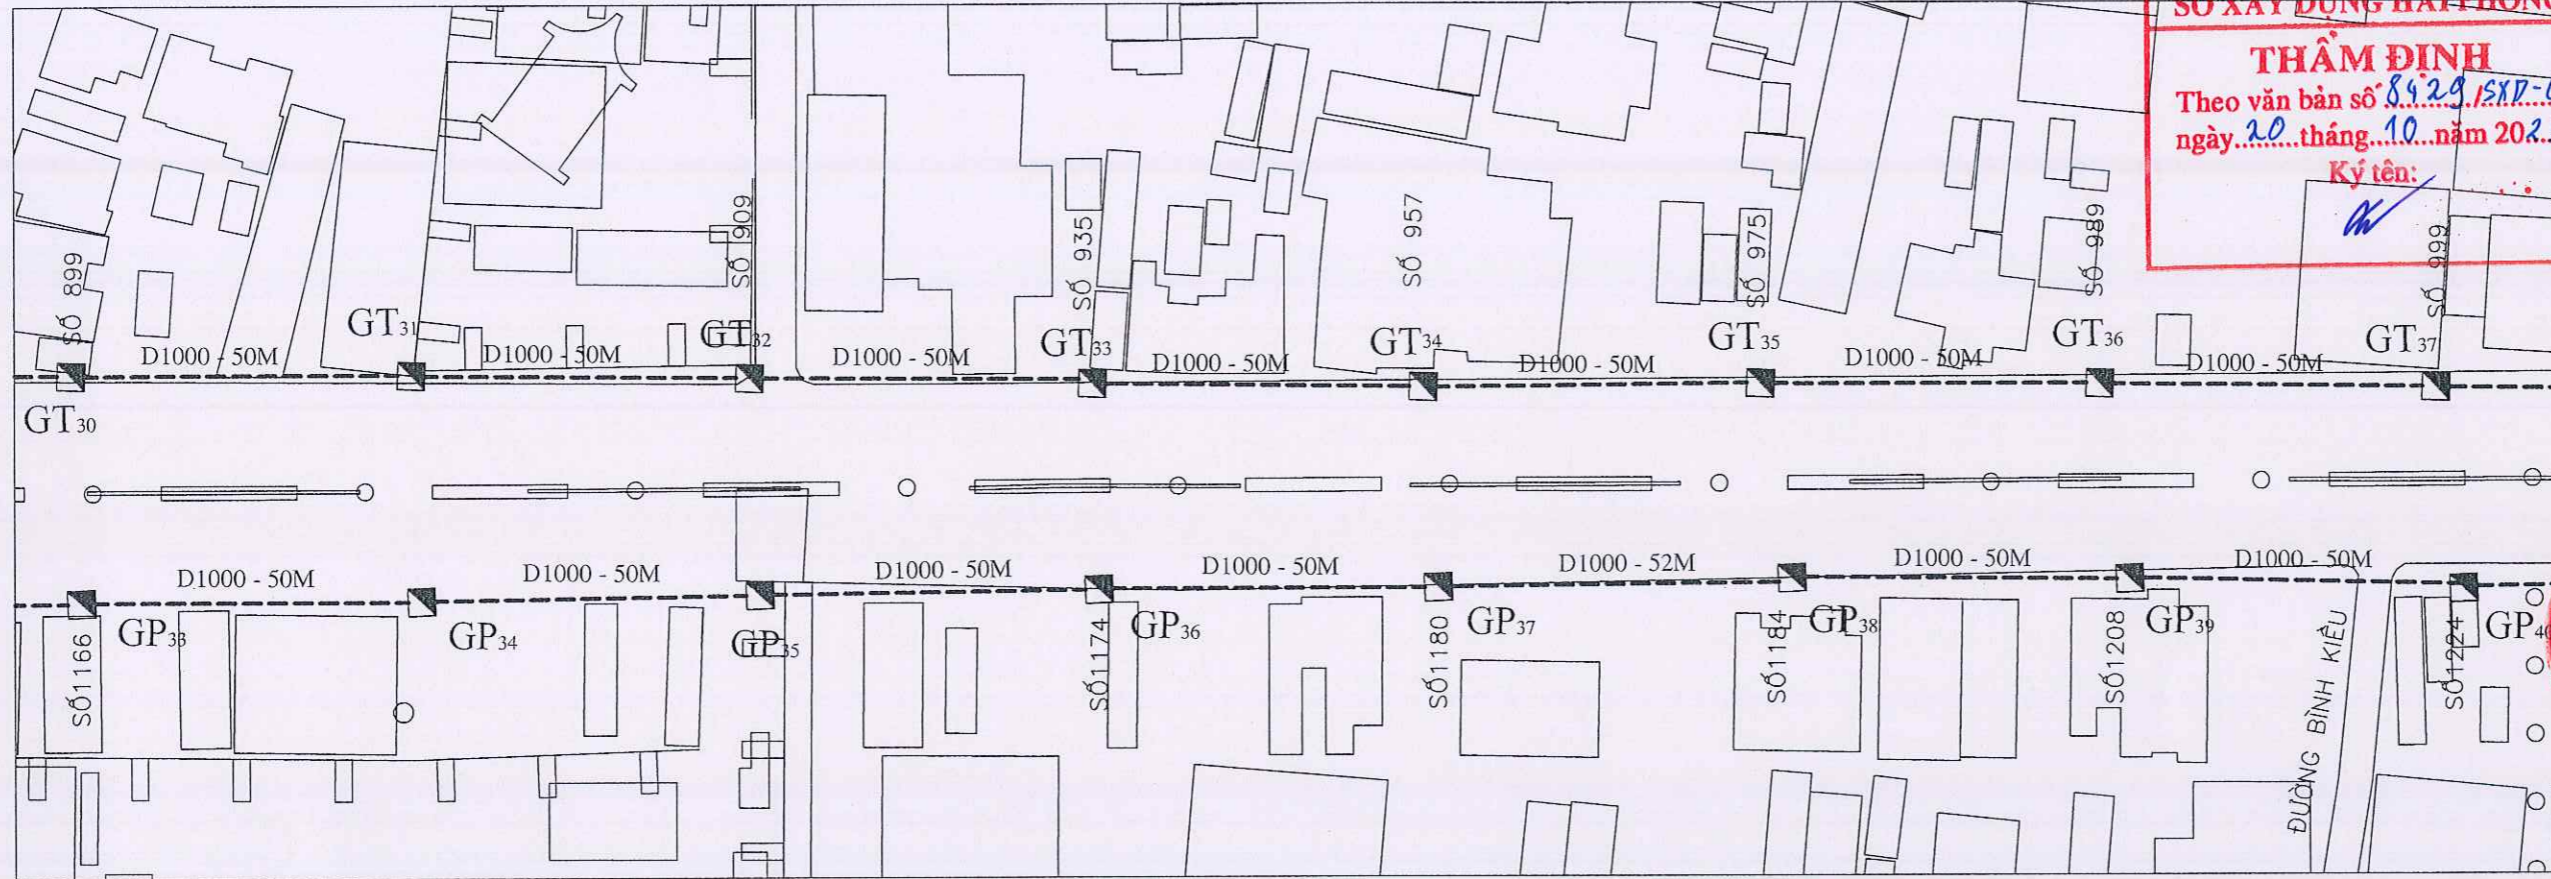 SỞ XÂY DỰNG HẢI PHÒNG
THẨM ĐỊNH
Theo văn bản số 8429/SXD-
ngày 20 tháng 10 năm 202
Ký tên:
SỐ 899
SỐ 909
SỐ 935
SỐ 957
SỐ 975
SỐ 989
SỐ 999
GT31
GT32
GT33
GT34
GT35
GT36
GT37
D1000 - 50M
D1000 - 50M
D1000 - 50M
D1000 - 50M
D1000 - 50M
D1000 - 50M
D1000 - 50M
GT30
D1000 - 50M
D1000 - 50M
D1000 - 50M
D1000 - 50M
D1000 - 52M
D1000 - 50M
D1000 - 50M
GP33
GP34
GP35
GP36
GP37
GP38
GP39
GP40
SỐ1166
SỐ1174
SỐ1180
SỐ1184
SỐ1208
SỐ1224
ĐƯỜNG BÌNH KIỀU